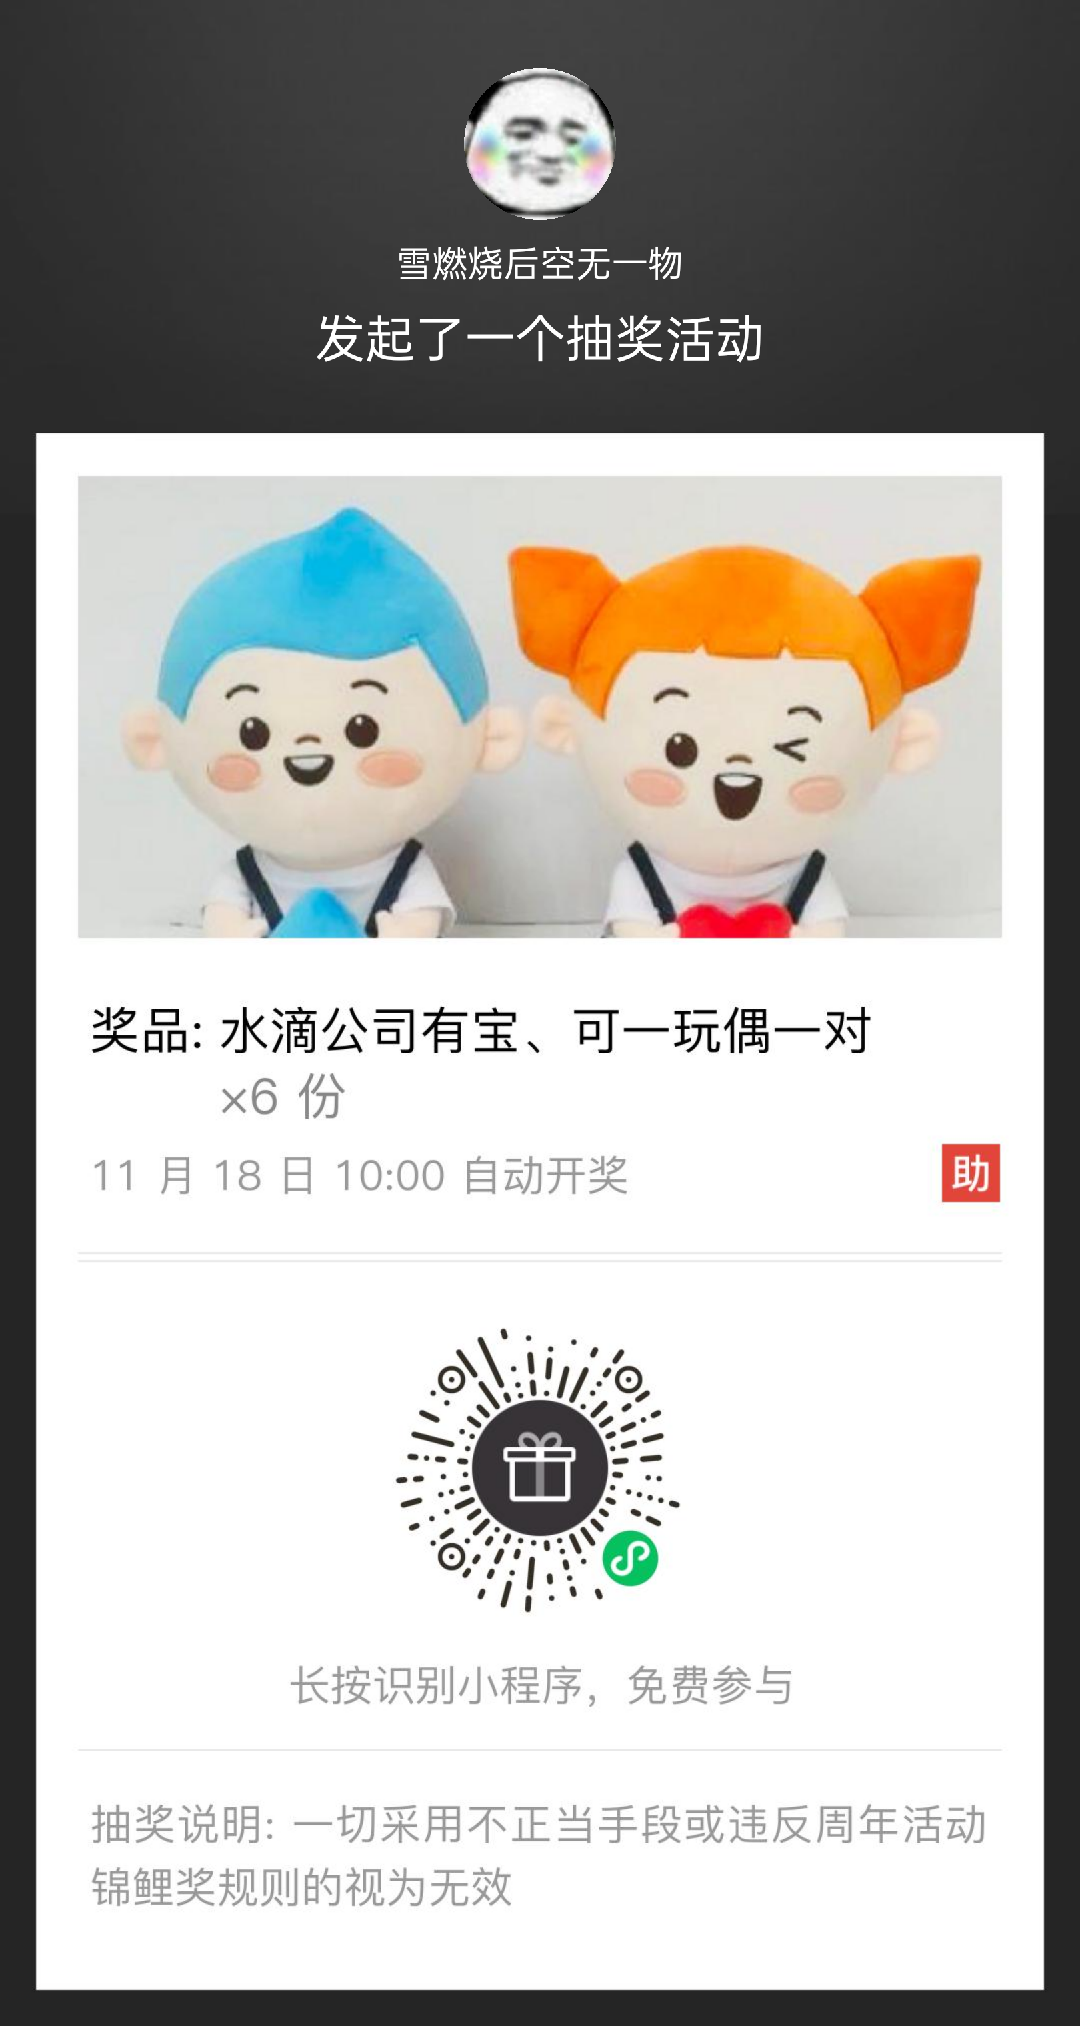 雪燃烧后空无一物
发起了一个抽奖活动
奖品: 水滴公司有宝、可一玩偶一对
×6 份
11 月 18 日 10:00 自动开奖
助
长按识别小程序，免费参与
抽奖说明: 一切采用不正当手段或违反周年活动
锦鲤奖规则的视为无效